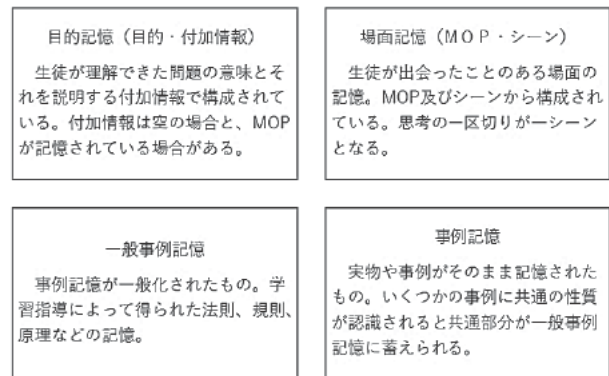 目的記憶（目的・付加情報）
生徒が理解できた問題の意味とそ
れを説明する付加情報で構成されて
いる。付加情報は空の場合と、MOP
が記憶されている場合がある。
場面記憶（ＭＯＰ・シーン）
生徒が出会ったことのある場面の
記憶。MOP及びシーンから構成され
ている。思考の一区切りが一シーン
となる。
一般事例記憶
事例記憶が一般化されたもの。学
習指導によって得られた法則、規則、
原理などの記憶。
事例記憶
実物や事例がそのまま記憶された
もの。いくつかの事例に共通の性質
が認識されると共通部分が一般事例
記憶に蓄えられる。